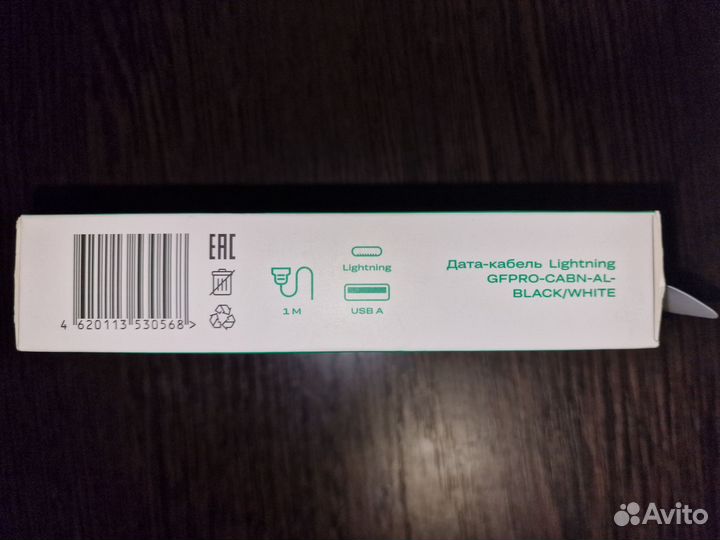 4 620113 530568 >
EAC
1 М
Lightning
USB A
Дата-кабель Lightning
GFPRO-CABN-AL-
BLACK/WHITE
Avito